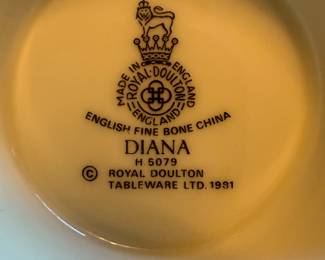 MADE IN ENGLAND
ROYAL·DOULTON
ENGLAND
ENGLISH FINE BONE CHINA
DIANA
H 5079
© ROYAL DOULTON
TABLEWARE LTD. 1981